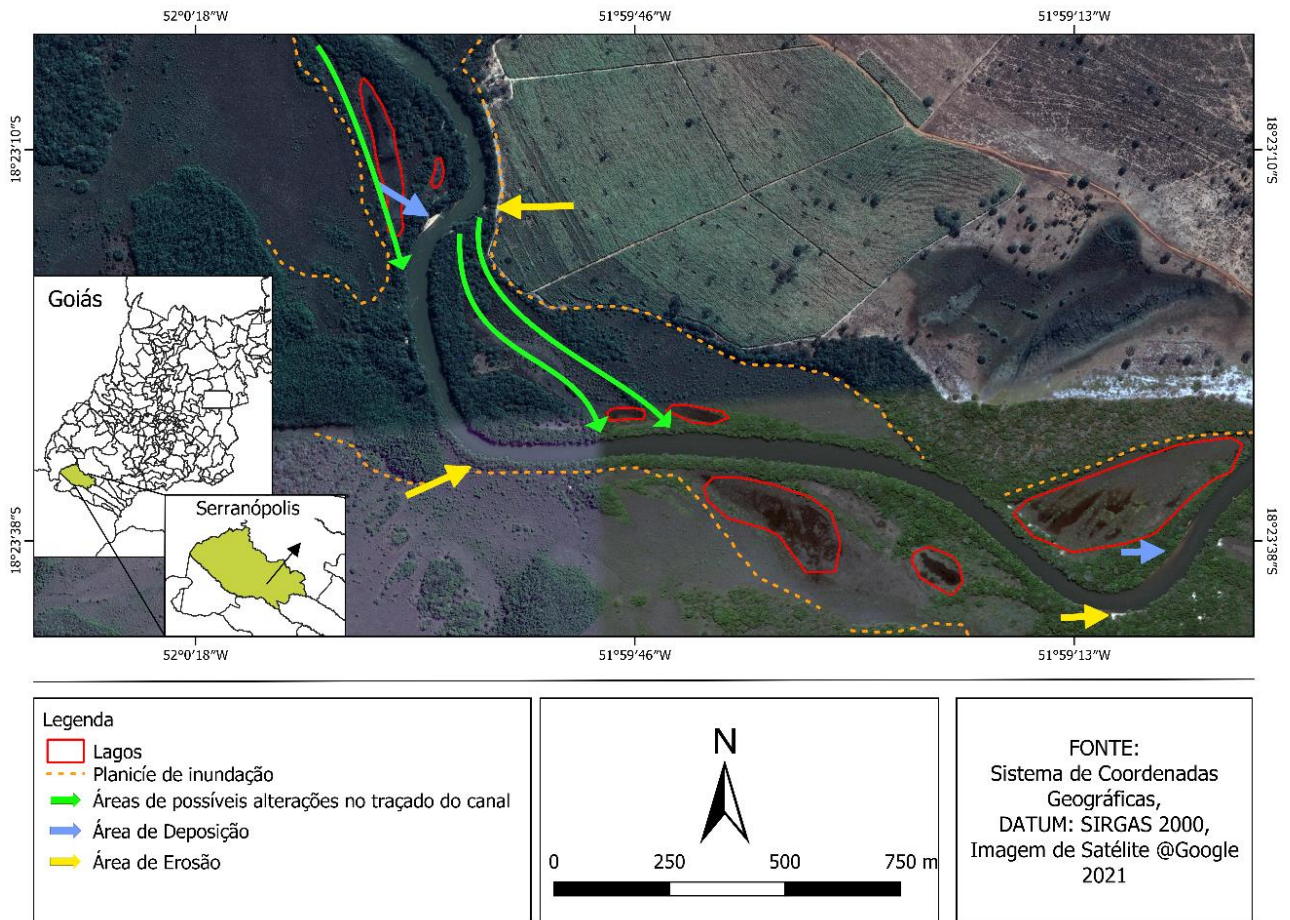 52°0'18"W 51°59'46"W 51°59'13"W
18°23'10"S 18°23'10"S
Goiás
Serranópolis
18°23'38"S 18°23'38"S
52°0'18"W 51°59'46"W 51°59'13"W
Legenda
Lagos
Planicíe de inundação
Áreas de possíveis alterações no traçado do canal
Área de Deposição
Área de Erosão
N
0 250 500 750 m
FONTE:
Sistema de Coordenadas
Geográficas,
DATUM: SIRGAS 2000,
Imagem de Satélite @Google
2021